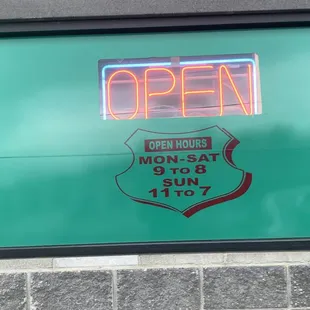 OPEN
OPEN HOURS
MON-SAT
9 TO 8
SUN
11 TO 7